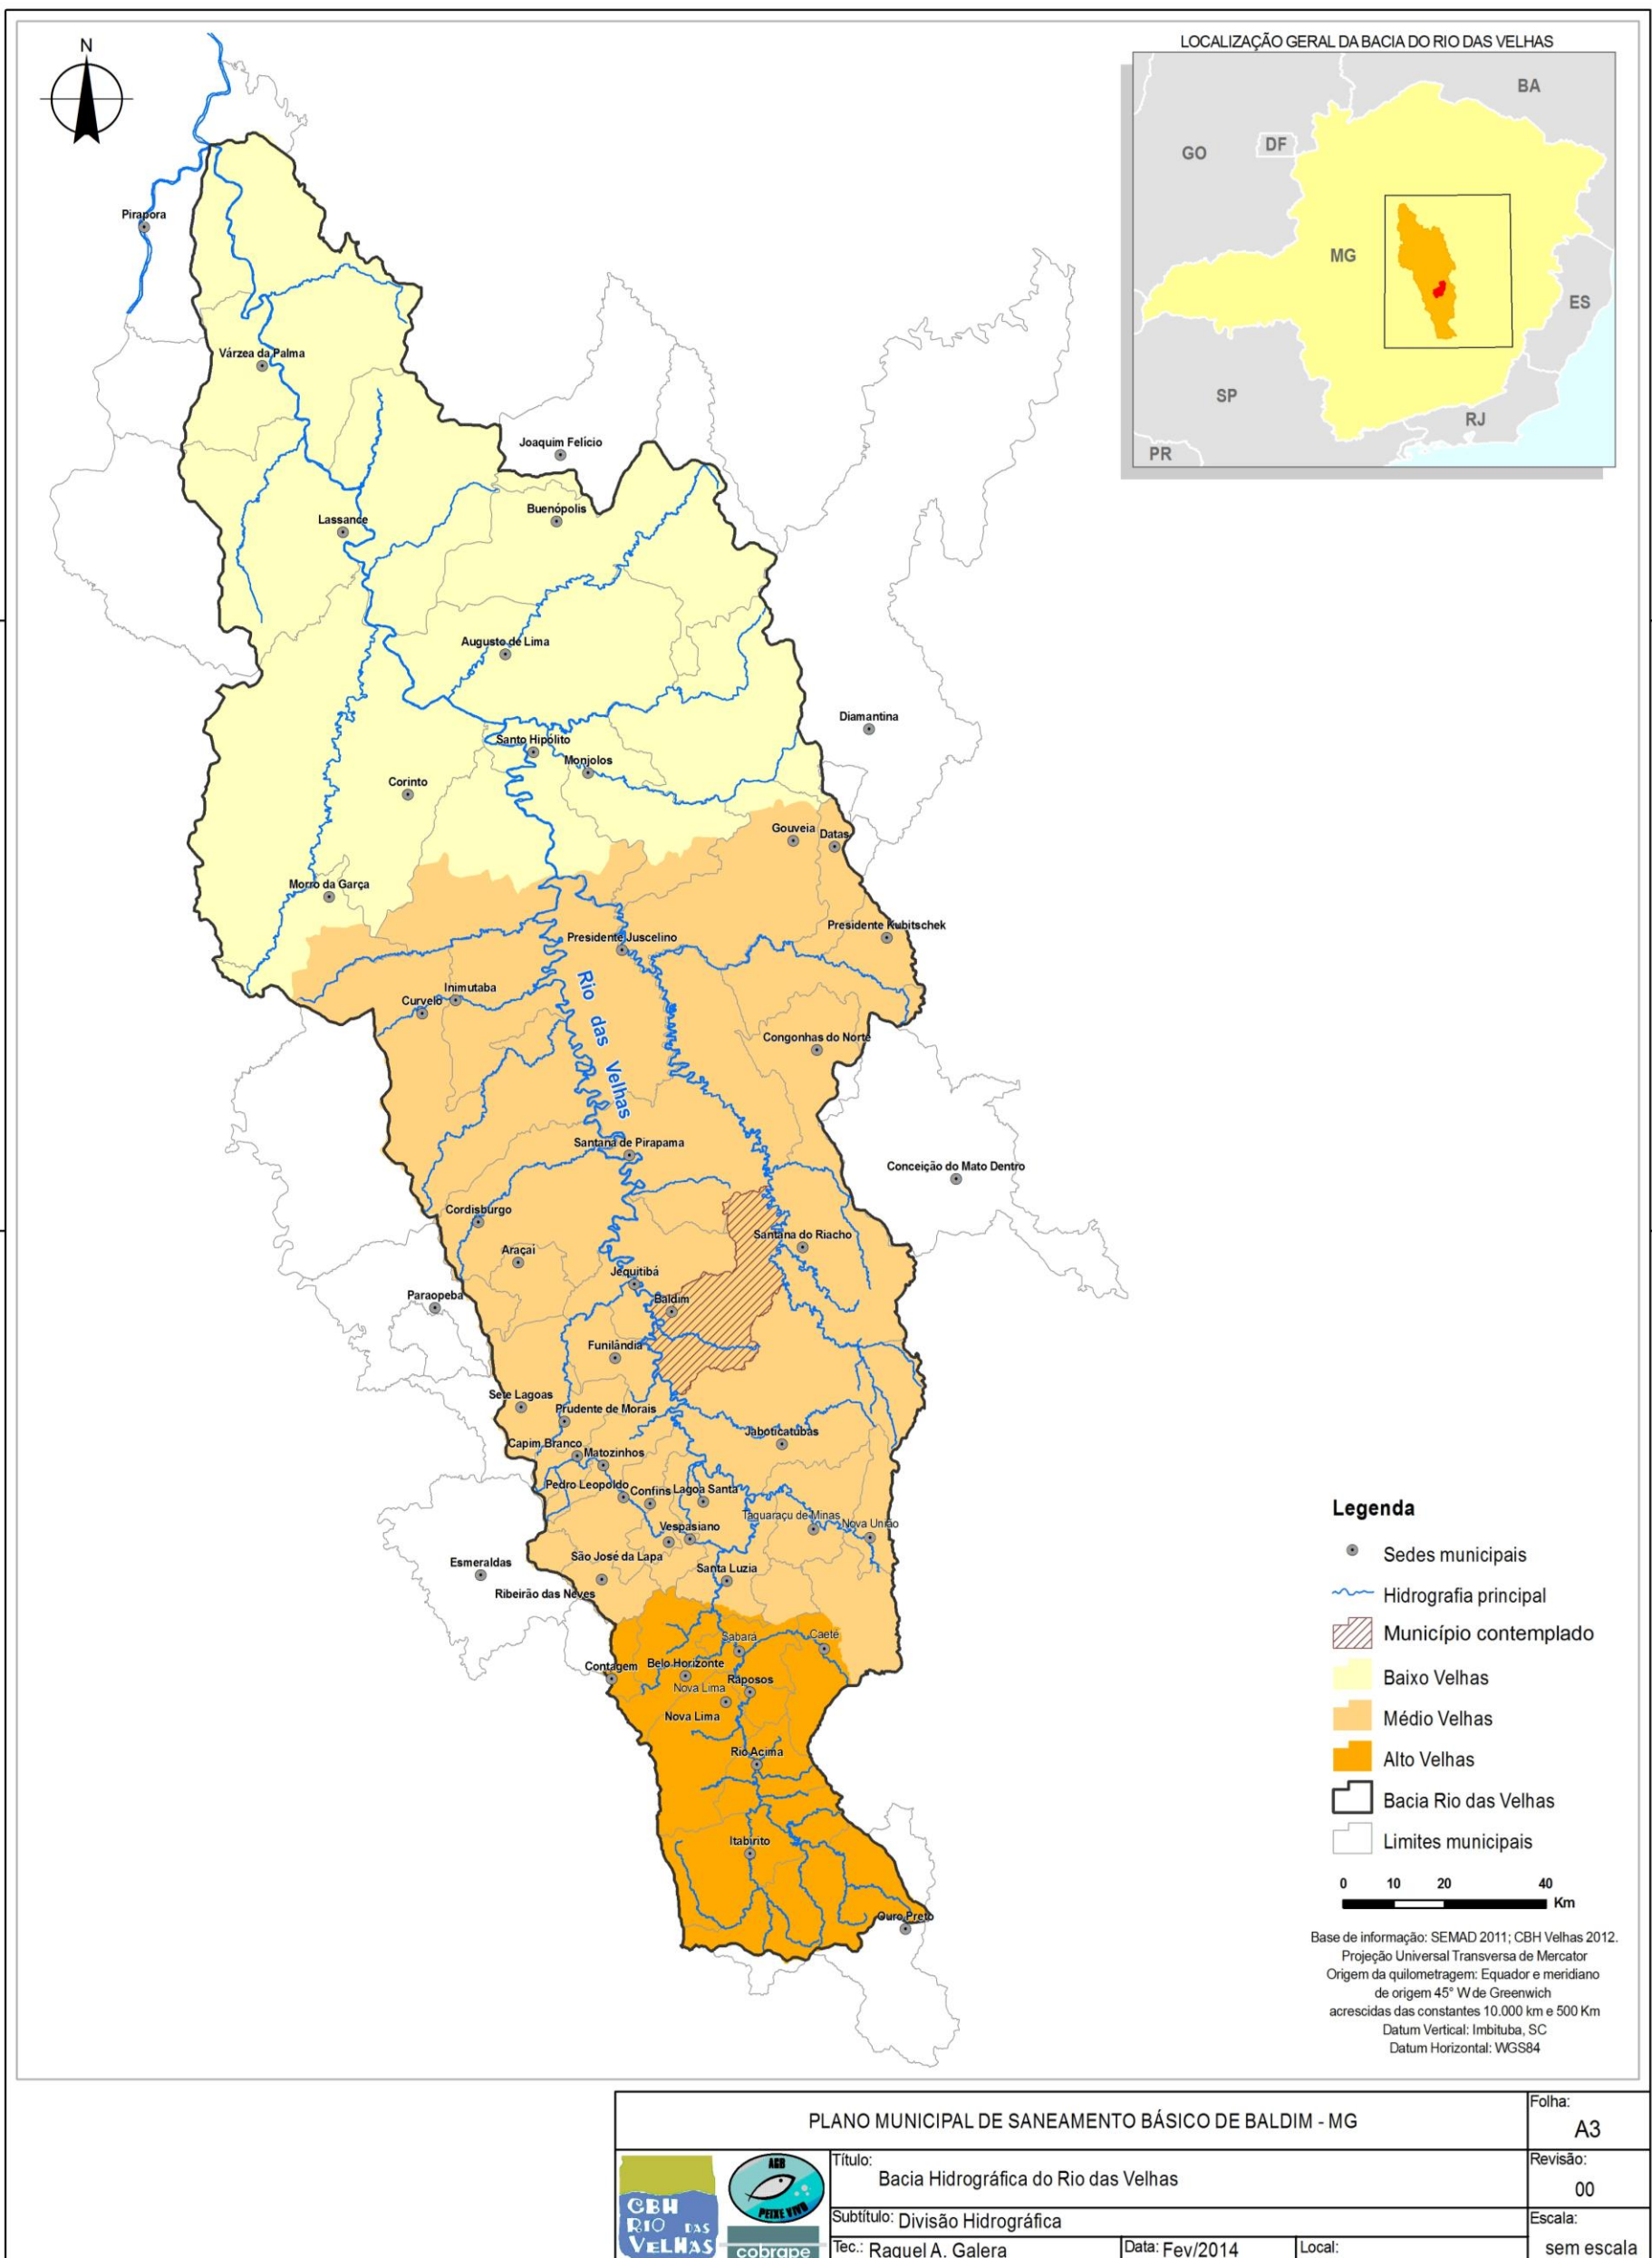 N
LOCALIZAÇÃO GERAL DA BACIA DO RIO DAS VELHAS
BA
GO
DF
MG
ES
SP
RJ
PR
Pirapora
Várzea da Palma
Joaquim Felício
Buenópolis
Lassance
Augusto de Lima
Diamantina
Santo Hipólito
Monjolos
Corinto
Gouveia
Datas
Morro da Garça
Presidente Kubitschek
Presidente Juscelino
Rio das Velhas
Inimutaba
Curvelo
Congonhas do Norte
Santana de Pirapama
Conceição do Mato Dentro
Cordisburgo
Santana do Riacho
Araçaí
Jequitibá
Paraopeba
Baldim
Funilândia
Sete Lagoas
Prudente de Morais
Jaboticatubas
Capim Branco
Matozinhos
Pedro Leopoldo
Confins
Lagoa Santa
Taquaraçu de Minas
Nova União
Vespasiano
São José da Lapa
Esmeraldas
Santa Luzia
Ribeirão das Neves
Sabará
Caeté
Contagem
Belo Horizonte
Raposos
Nova Lima
Nova Lima
Rio Acima
Itabirito
Ouro Preto
Legenda
Sedes municipais
Hidrografia principal
Município contemplado
Baixo Velhas
Médio Velhas
Alto Velhas
Bacia Rio das Velhas
Limites municipais
0 10 20 40
Km
Base de informação: SEMAD 2011; CBH Velhas 2012.
Projeção Universal Transversa de Mercator
Origem da quilometragem: Equador e meridiano
de origem 45° W de Greenwich
acrescidas das constantes 10.000 km e 500 Km
Datum Vertical: Imbituba, SC
Datum Horizontal: WGS84
PLANO MUNICIPAL DE SANEAMENTO BÁSICO DE BALDIM - MG
Folha:
A3
CBH
RIO DAS
VELHAS
AGB
PEIXE VIVO
cobrape
Título:
Bacia Hidrográfica do Rio das Velhas
Revisão:
00
Subtítulo: Divisão Hidrográfica
Escala:
sem escala
Tec.: Raquel A. Galera
Data: Fev/2014
Local: